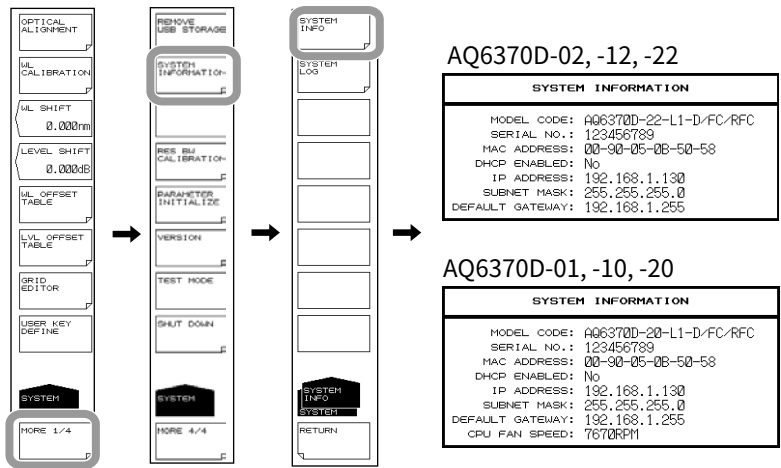 OPTICAL
ALIGNMENT
WL
CALIBRATION
WL SHIFT
0.000nm
LEVEL SHIFT
0.000dB
WL OFFSET
TABLE
LVL OFFSET
TABLE
GRID
EDITOR
USER KEY
DEFINE
SYSTEM
MORE 1/4
REMOVE
USB STORAGE
SYSTEM
INFORMATION
RES BW
CALIBRATION
PARAMETER
INITIALIZE
VERSION
TEST MODE
SHUT DOWN
SYSTEM
MORE 4/4
SYSTEM
INFO
SYSTEM
LOG
SYSTEM
INFO
SYSTEM
RETURN
AQ6370D-02, -12, -22
SYSTEM INFORMATION
MODEL CODE: AQ6370D-22-L1-D/FC/RFC
SERIAL NO.: 123456789
MAC ADDRESS: 00-90-05-0B-50-58
DHCP ENABLED: No
IP ADDRESS: 192.168.1.130
SUBNET MASK: 255.255.255.0
DEFAULT GATEWAY: 192.168.1.255
AQ6370D-01, -10, -20
SYSTEM INFORMATION
MODEL CODE: AQ6370D-20-L1-D/FC/RFC
SERIAL NO.: 123456789
MAC ADDRESS: 00-90-05-0B-50-58
DHCP ENABLED: No
IP ADDRESS: 192.168.1.130
SUBNET MASK: 255.255.255.0
DEFAULT GATEWAY: 192.168.1.255
CPU FAN SPEED: 7670RPM